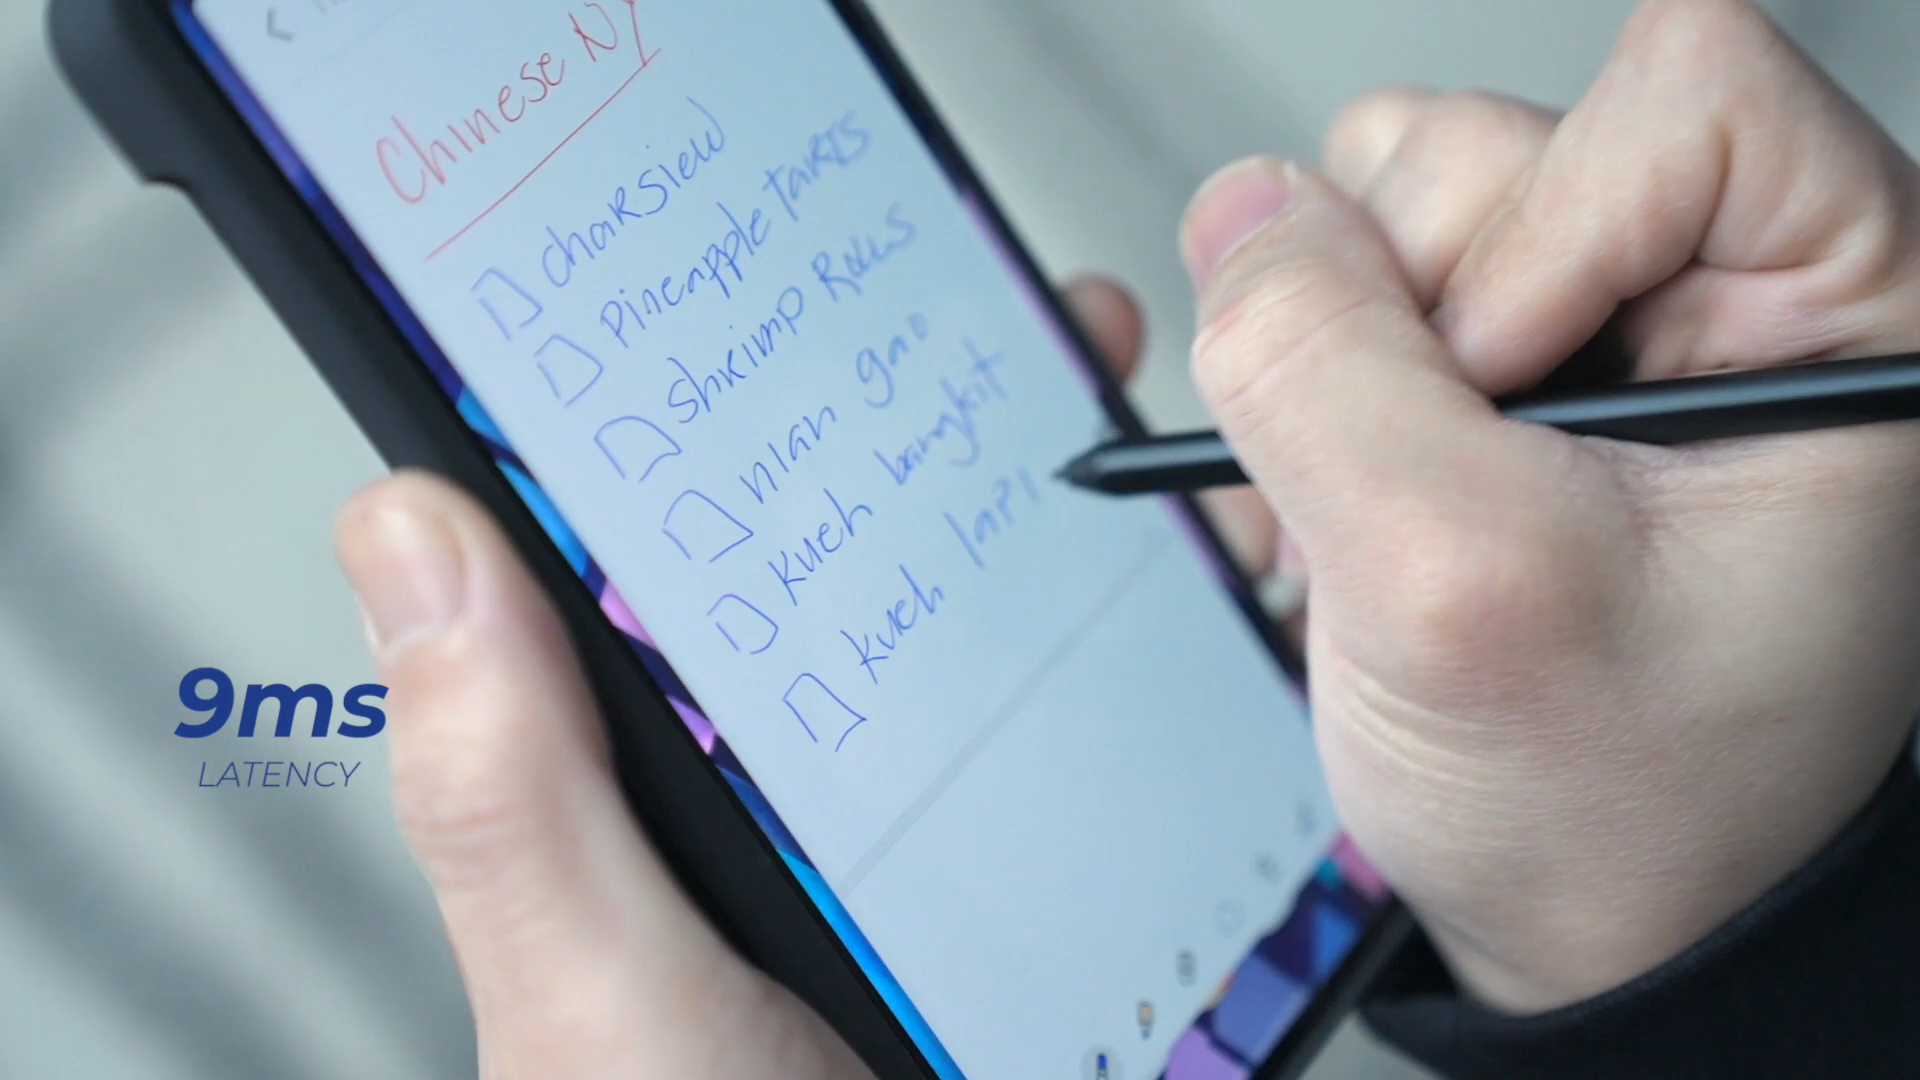 Chinese NY
charsiew
pineapple tarts
shrimp Rolls
nian gao
kueh bangkit
kueh lapi
9ms
LATENCY